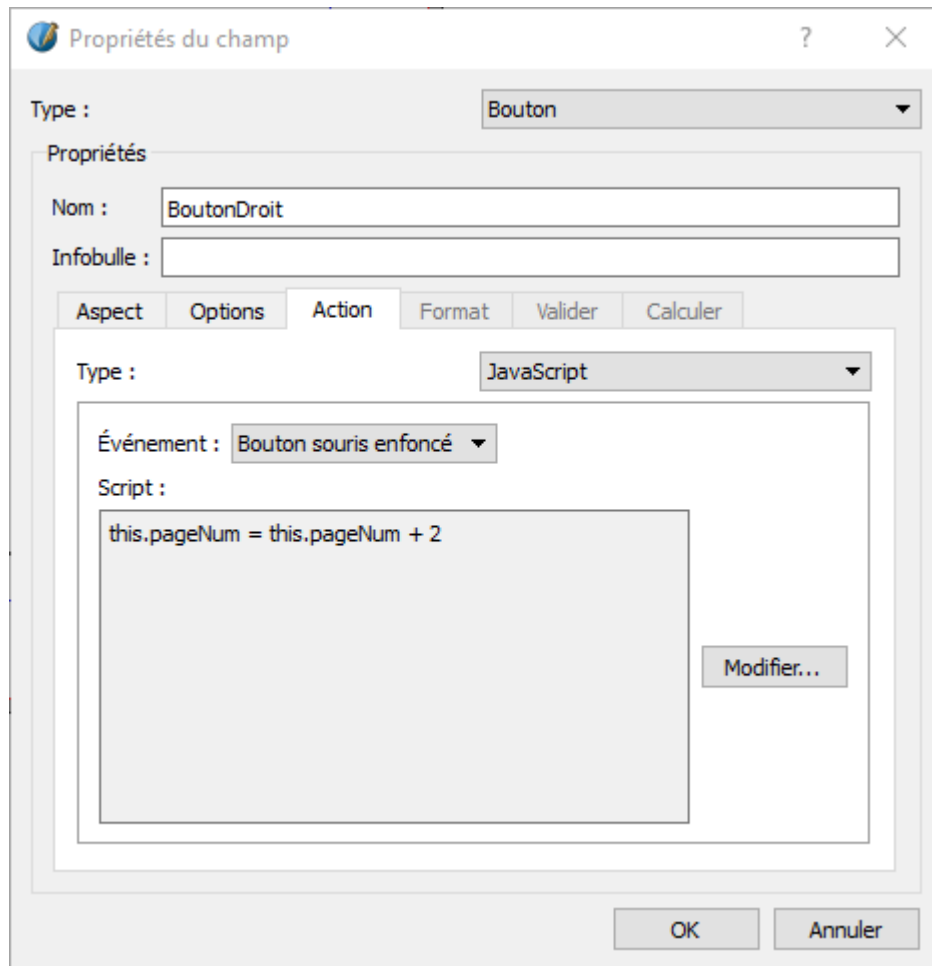 Propriétés du champ ?
Type : Bouton
Propriétés
Nom : BoutonDroit
Infobulle :
Aspect Options Action Format Valider Calculer
Type : JavaScript
Événement : Bouton souris enfoncé
Script :
this.pageNum = this.pageNum + 2
Modifier...
OK Annuler